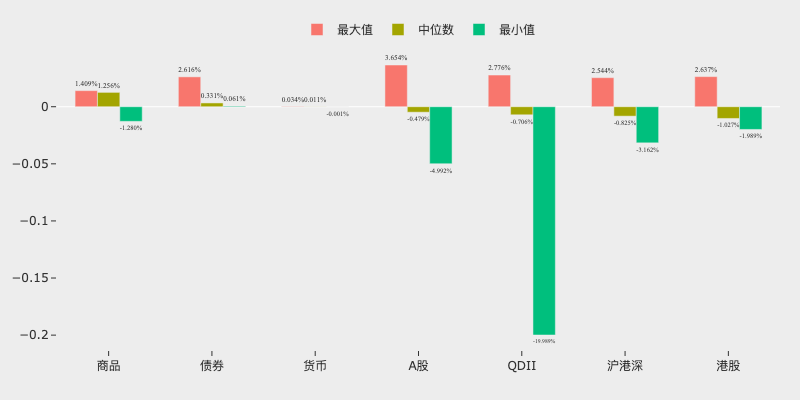 最大值 中位数 最小值
1.409% 1.256% -1.280%
2.616% 0.331% 0.061%
0.034% 0.011% -0.001%
3.654% -0.479% -4.992%
2.776% -0.706% -19.989%
2.544% -0.825% -3.162%
2.637% -1.027% -1.989%
0
−0.05
−0.1
−0.15
−0.2
商品 债券 货币 A股 QDII 沪港深 港股